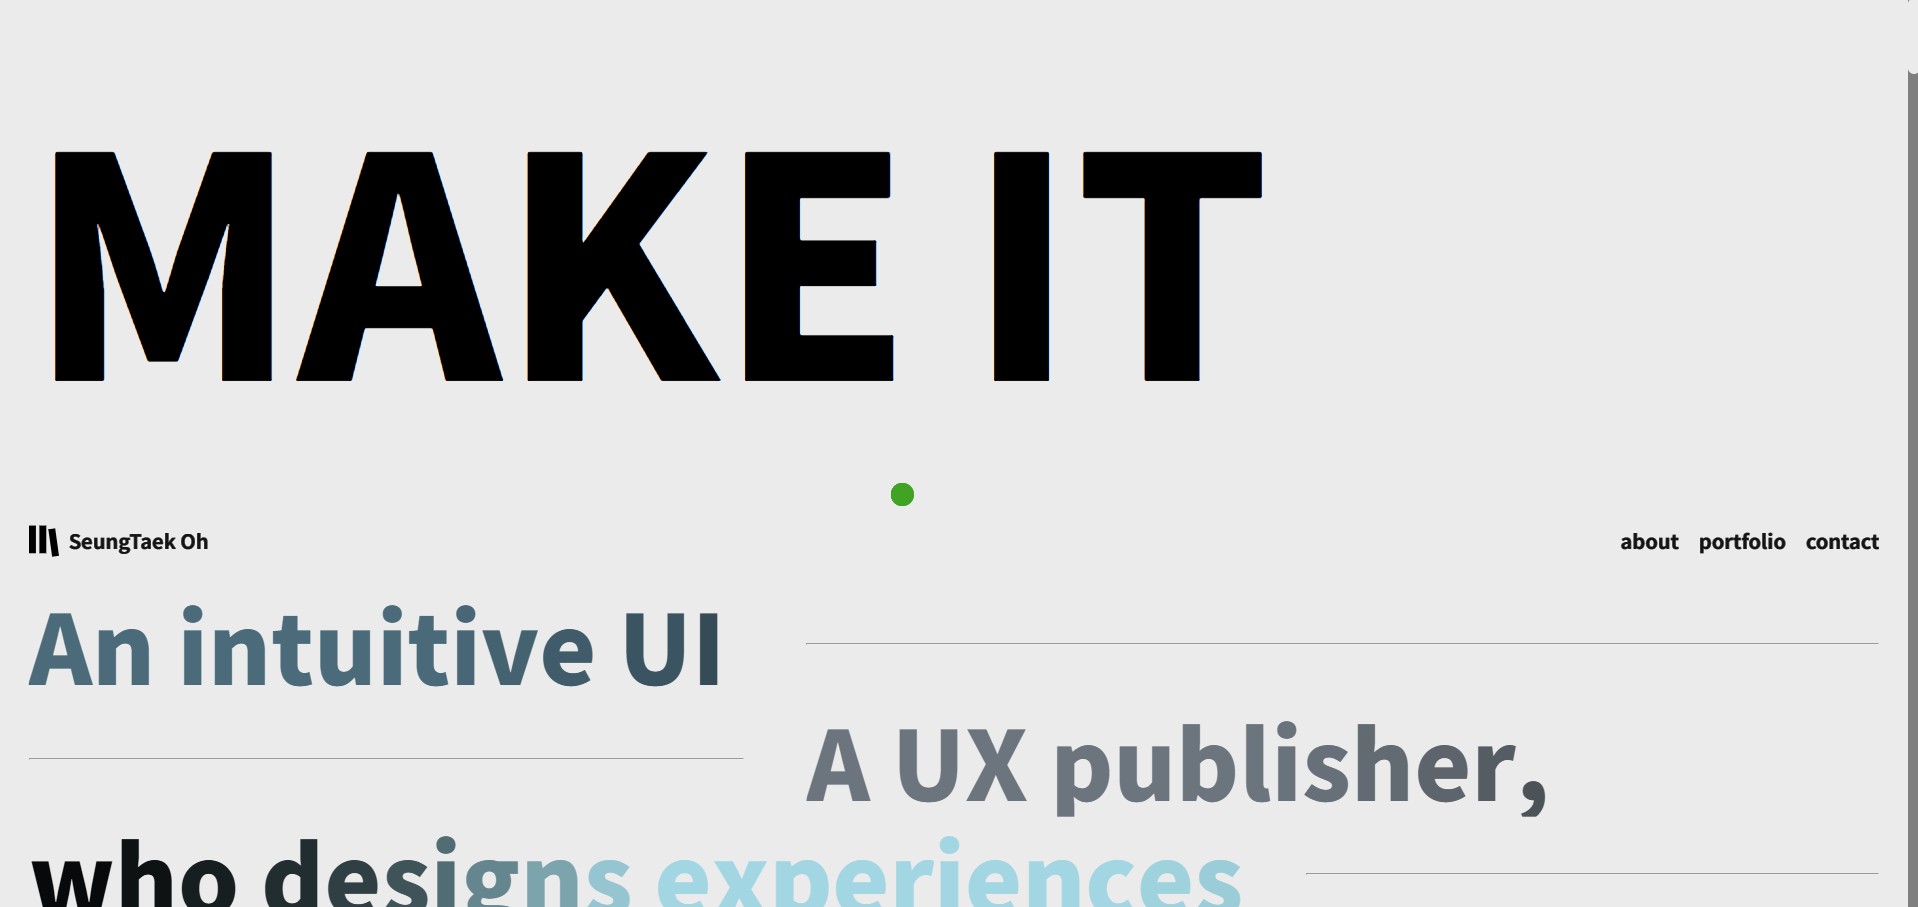 MAKE IT
SeungTaek Oh
about portfolio contact
An intuitive UI
A UX publisher,
who designs experiences